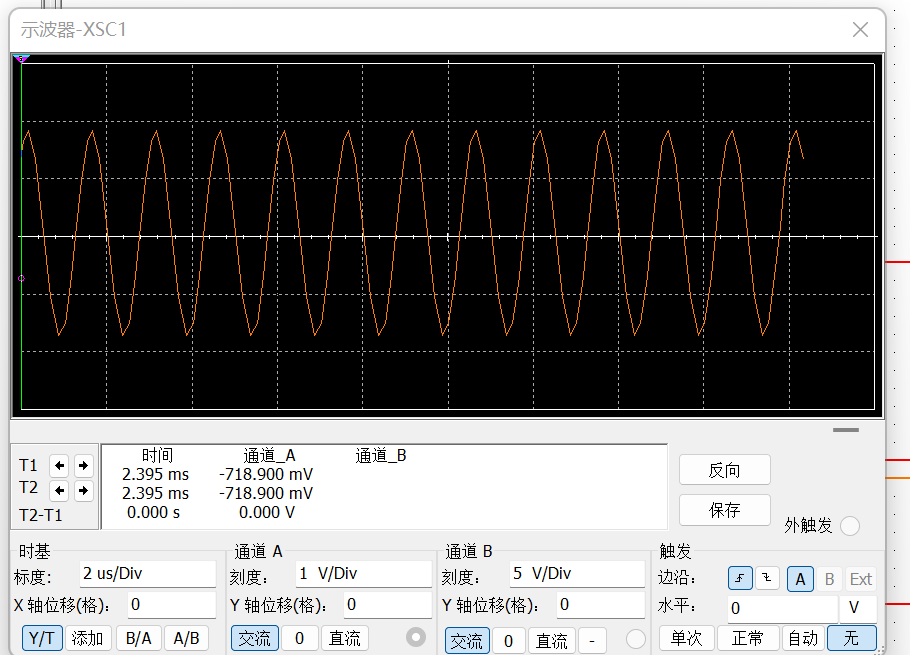 示波器-XSC1
时间 通道_A 通道_B
T1 2.395 ms -718.900 mV
T2 2.395 ms -718.900 mV
T2-T1 0.000 s 0.000 V
反向
保存
外触发
时基 通道 A 通道 B 触发
标度： 2 us/Div 刻度： 1 V/Div 刻度： 5 V/Div 边沿： A B Ext
X 轴位移(格)： 0 Y 轴位移(格)： 0 Y 轴位移(格)： 0 水平： 0 V
Y/T 添加 B/A A/B 交流 0 直流 交流 0 直流 - 单次 正常 自动 无